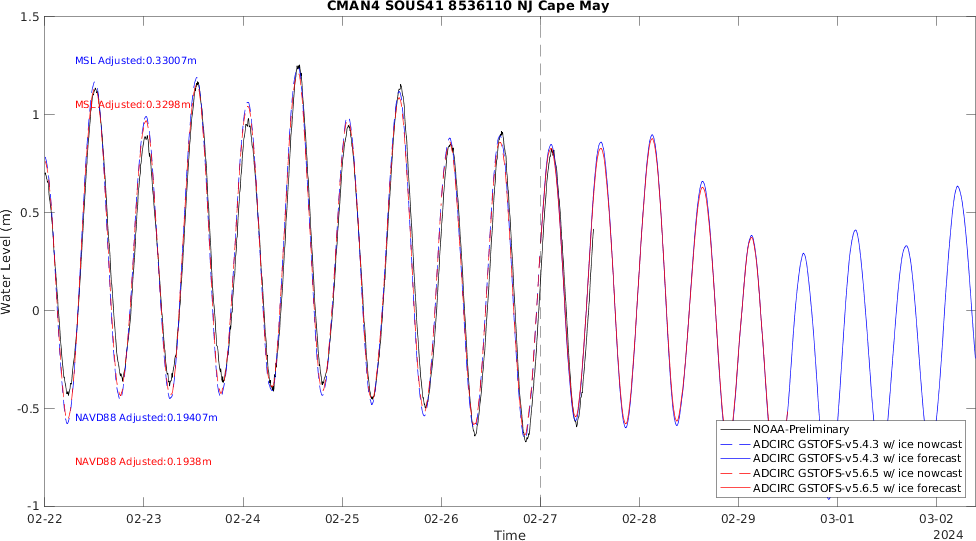 CMAN4 SOUS41 8536110 NJ Cape May
1.5
MSL Adjusted:0.33007m
MSL Adjusted:0.3298m
1
0.5
Water Level (m)
0
-0.5
NAVD88 Adjusted:0.19407m
NOAA-Preliminary
ADCIRC GSTOFS-v5.4.3 w/ ice nowcast
ADCIRC GSTOFS-v5.4.3 w/ ice forecast
NAVD88 Adjusted:0.1938m
ADCIRC GSTOFS-v5.6.5 w/ ice nowcast
ADCIRC GSTOFS-v5.6.5 w/ ice forecast
-1
02-22 02-23 02-24 02-25 02-26 02-27 02-28 02-29 03-01 03-02
Time
2024